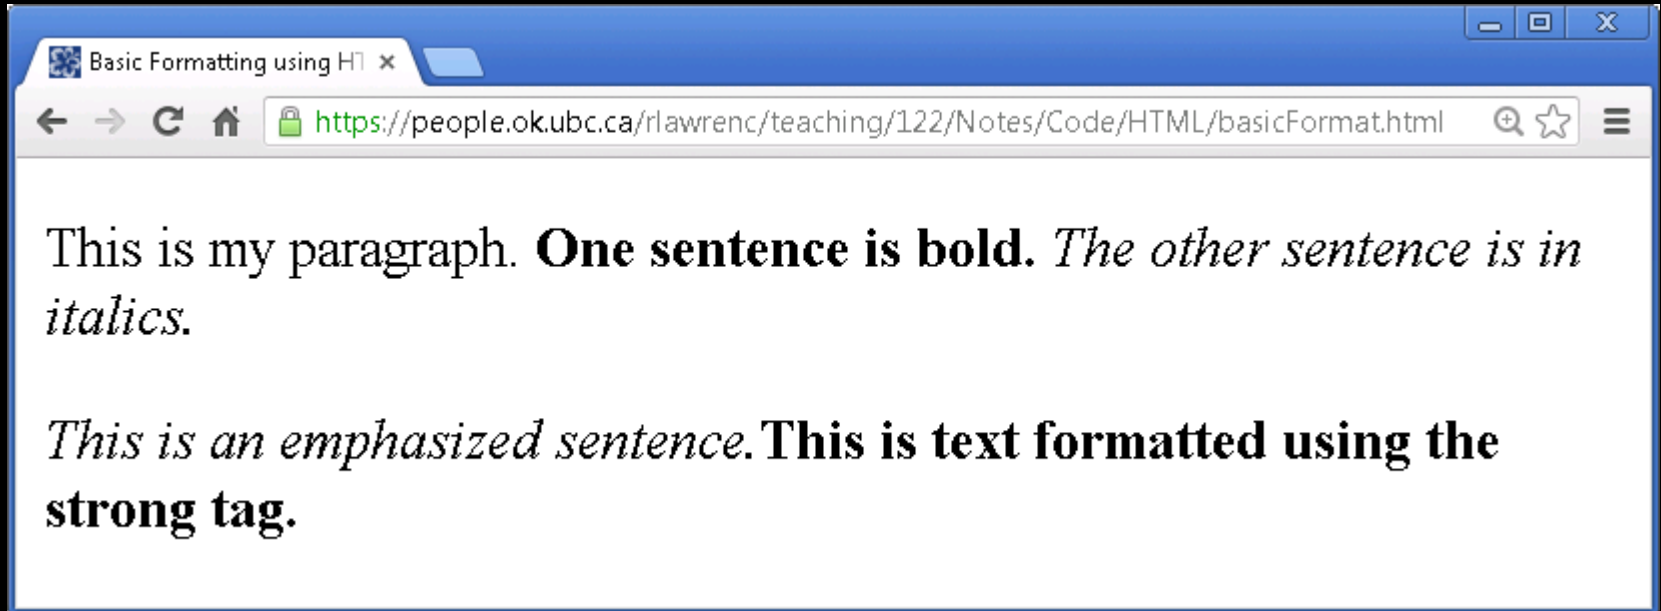 Basic Formatting using HT
https://people.ok.ubc.ca/rlawrenc/teaching/122/Notes/Code/HTML/basicFormat.html
This is my paragraph. One sentence is bold. The other sentence is in
italics.
This is an emphasized sentence.This is text formatted using the
strong tag.